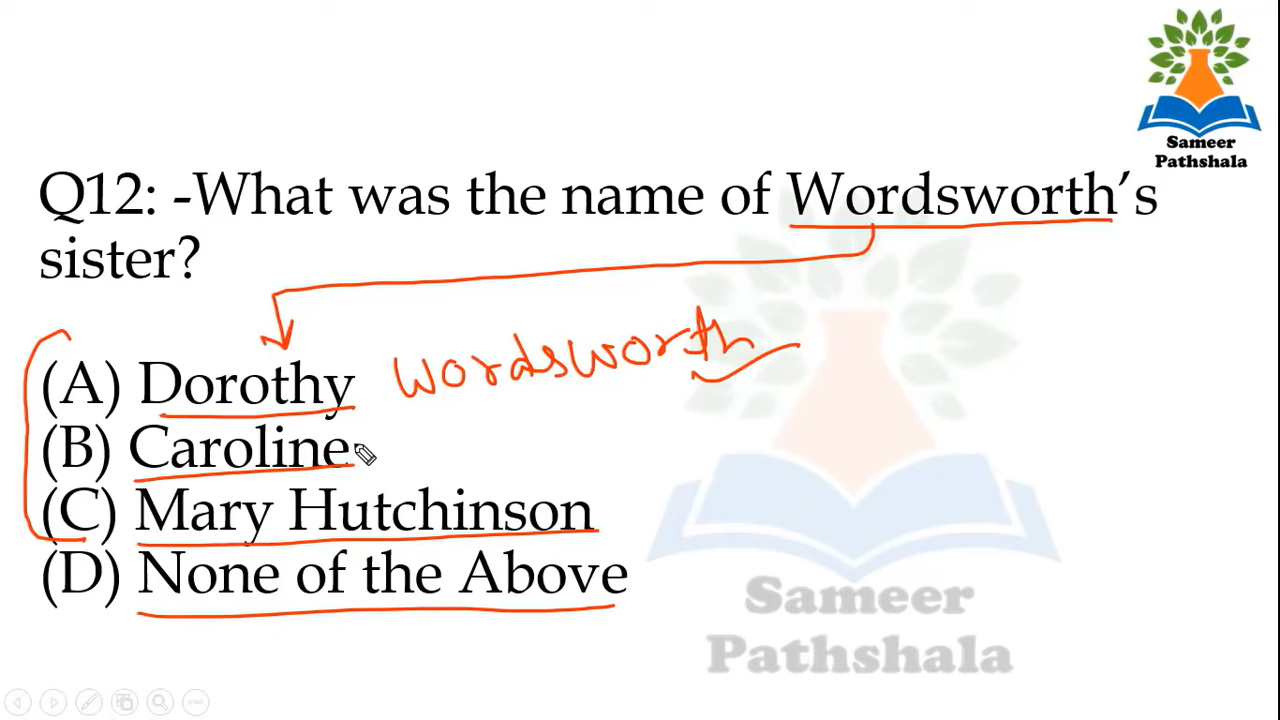 Sameer
Pathshala
Q12: -What was the name of Wordsworth’s
sister?
(A) Dorothy wordsworth
(B) Caroline
(C) Mary Hutchinson
(D) None of the Above
Sameer
Pathshala